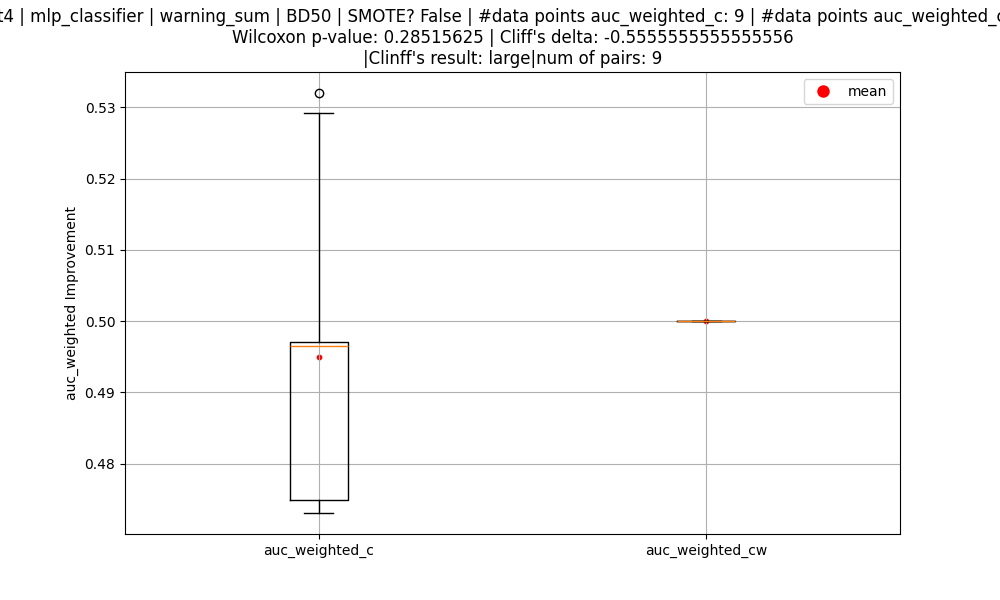 t4 | mlp_classifier | warning_sum | BD50 | SMOTE? False | #data points auc_weighted_c: 9 | #data points auc_weighted_c
Wilcoxon p-value: 0.28515625 | Cliff's delta: -0.5555555555555556
|Clinff's result: large|num of pairs: 9
mean
0.53
0.52
0.51
0.50
0.49
0.48
auc_weighted Improvement
auc_weighted_c
auc_weighted_cw